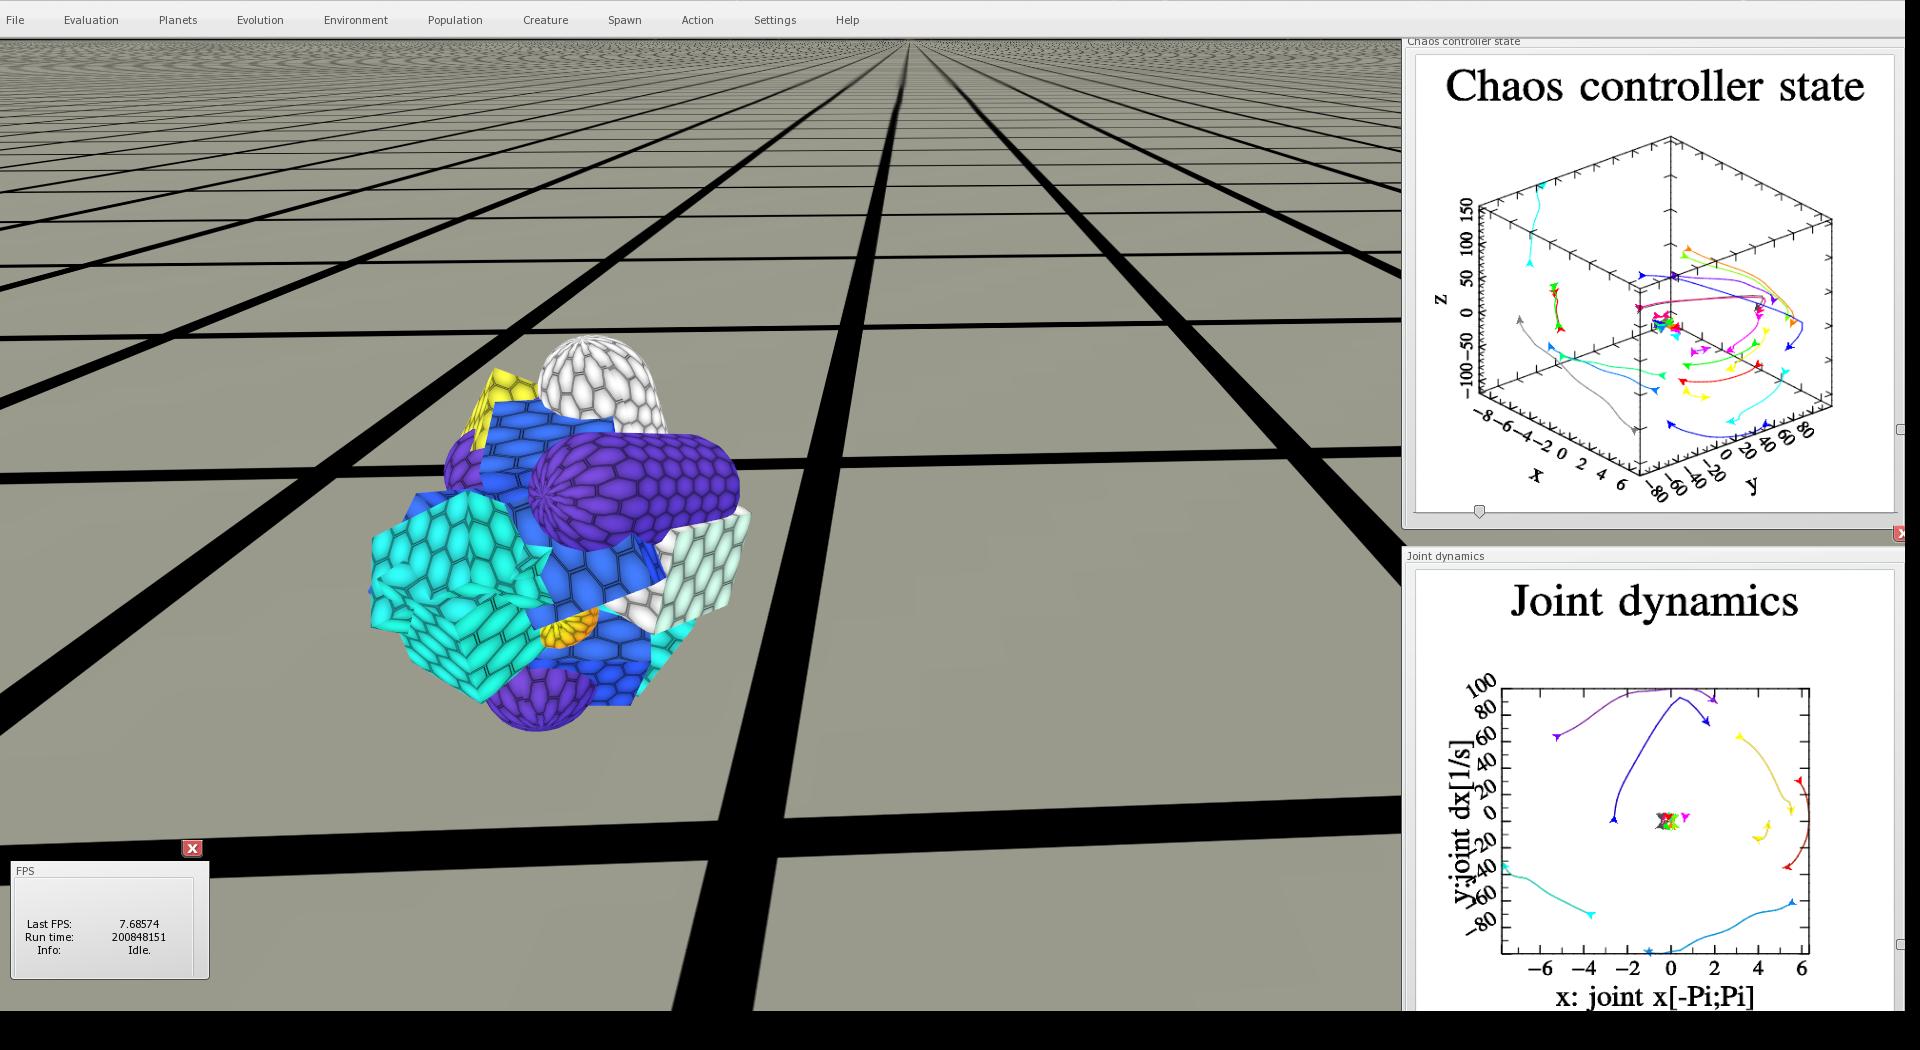 File Evaluation Planets Evolution Environment Population Creature Spawn Action Settings Help
Chaos controller state
Chaos controller state
150
100
50
0
−50
−100
z
−8 −6 −4 −2 0 2 4 6
x
−80 −60 −40 −20 0 20 40 60 80
y
Joint dynamics
Joint dynamics
100
80
60
40
20
0
−20
−40
−60
−80
y:joint dx[1/s]
−6 −4 −2 0 2 4 6
x: joint x[-Pi;Pi]
FPS
Last FPS: 7.68574
Run time: 200848151
Info: Idle.